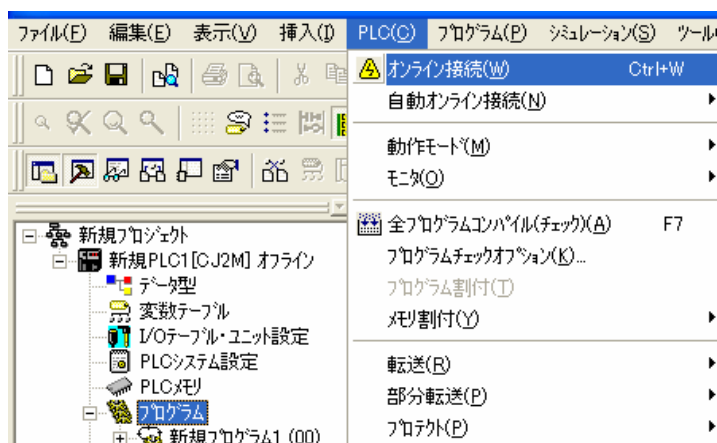 ﾌｧｲﾙ(F) 編集(E) 表示(V) 挿入(I) PLC(C) ﾌﾟﾛｸﾞﾗﾑ(P) ｼﾐｭﾚｰｼｮﾝ(S) ﾂｰﾙ
ｵﾝﾗｲﾝ接続(W) Ctrl+W
自動ｵﾝﾗｲﾝ接続(N)
動作ﾓｰﾄﾞ(M)
ﾓﾆﾀ(O)
全ﾌﾟﾛｸﾞﾗﾑｺﾝﾊﾟｲﾙ(ﾁｪｯｸ)(A) F7
ﾌﾟﾛｸﾞﾗﾑﾁｪｯｸｵﾌﾟｼｮﾝ(K)...
ﾌﾟﾛｸﾞﾗﾑ割付(T)
ﾒﾓﾘ割付(Y)
転送(R)
部分転送(P)
ﾌﾟﾛﾃｸﾄ(P)
新規ﾌﾟﾛｼﾞｪｸﾄ
新規PLC1[CJ2M] ｵﾌﾗｲﾝ
ﾃﾞｰﾀ型
変数ﾃｰﾌﾞﾙ
I/Oﾃｰﾌﾞﾙ・ﾕﾆｯﾄ設定
PLCｼｽﾃﾑ設定
PLCﾒﾓﾘ
ﾌﾟﾛｸﾞﾗﾑ
新規ﾌﾟﾛｸﾞﾗﾑ1 (00)